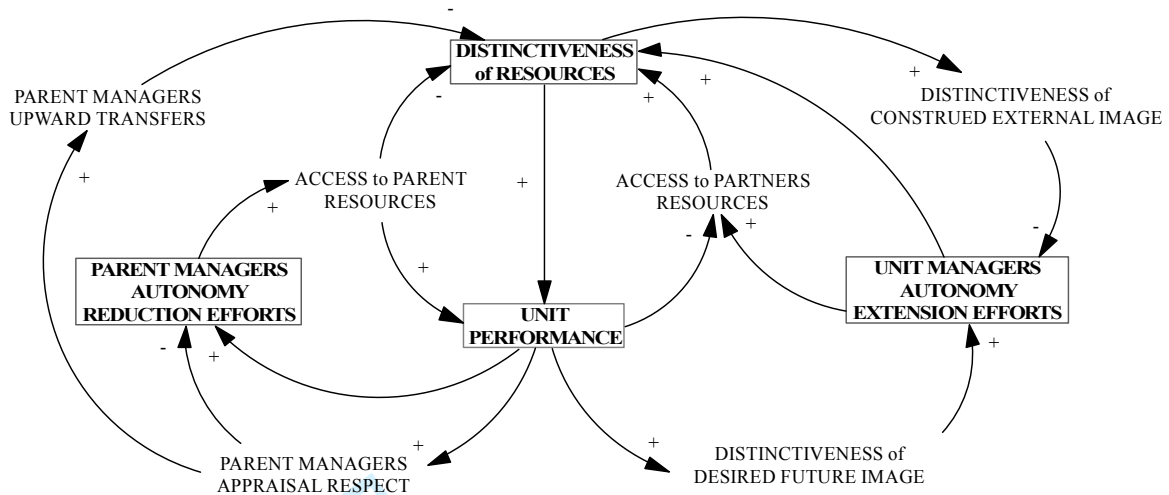 DISTINCTIVENESS
of RESOURCES
PARENT MANAGERS
UPWARD TRANSFERS
DISTINCTIVENESS of
CONSTRUED EXTERNAL IMAGE
ACCESS to PARENT
RESOURCES
ACCESS to PARTNERS
RESOURCES
PARENT MANAGERS
AUTONOMY
REDUCTION EFFORTS
UNIT MANAGERS
AUTONOMY
EXTENSION EFFORTS
UNIT
PERFORMANCE
PARENT MANAGERS
APPRAISAL RESPECT
DISTINCTIVENESS of
DESIRED FUTURE IMAGE
-
+
+
+
-
+
+
+
-
+
+
-
+
-
+
+
+
+